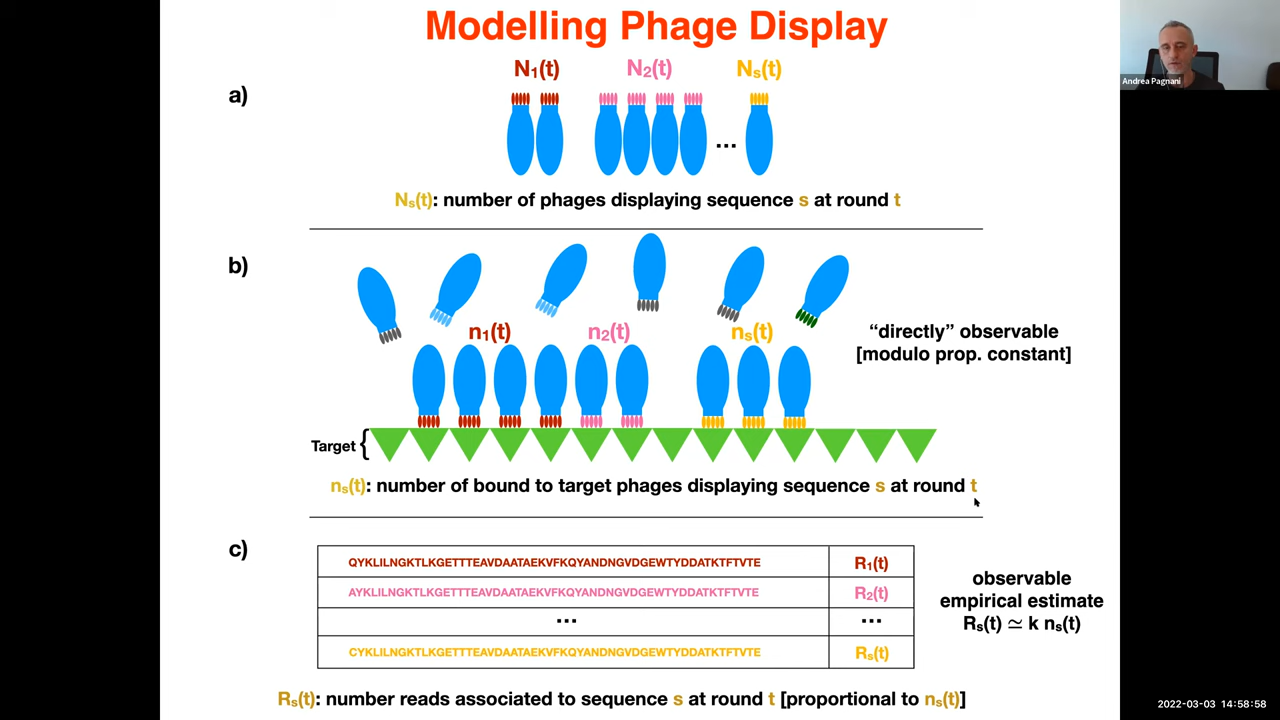 Modelling Phage Display
Andrea Pagnani
a)
N₁(t) N₂(t) Nₛ(t)
...
Nₛ(t): number of phages displaying sequence s at round t
b)
n₁(t) n₂(t) nₛ(t)
“directly” observable
[modulo prop. constant]
Target {
nₛ(t): number of bound to target phages displaying sequence s at round t
c)
QYKLILNGKTLKGETTTEAVDAATAEKVFKQYANDNGVDGEWTYDDATKTFTVTE R₁(t)
AYKLILNGKTLKGETTTEAVDAATAEKVFKQYANDNGVDGEWTYDDATKTFTVTE R₂(t)
... ...
CYKLILNGKTLKGETTTEAVDAATAEKVFKQYANDNGVDGEWTYDDATKTFTVTE Rₛ(t)
observable
empirical estimate
Rₛ(t) ≃ k nₛ(t)
Rₛ(t): number reads associated to sequence s at round t [proportional to nₛ(t)]
2022-03-03 14:58:58